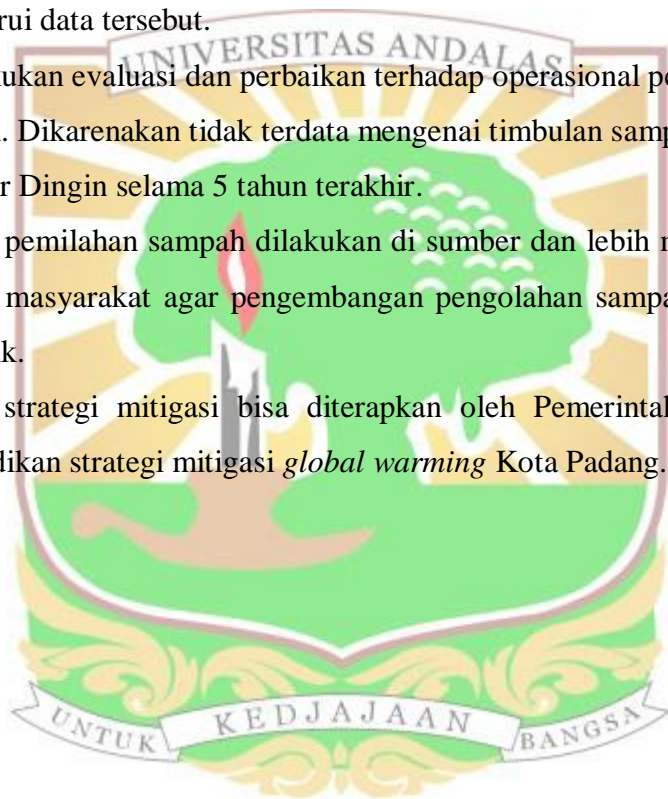 rui data tersebut.
UNIVERSITAS ANDALAS
ukan evaluasi dan perbaikan terhadap operasional pe
. Dikarenakan tidak terdata mengenai timbulan samp
r Dingin selama 5 tahun terakhir.
pemilahan sampah dilakukan di sumber dan lebih m
masyarakat agar pengembangan pengolahan sampa
k.
strategi mitigasi bisa diterapkan oleh Pemerintah
dikan strategi mitigasi global warming Kota Padang.
UNTUK KEDJAJAAN BANGSA